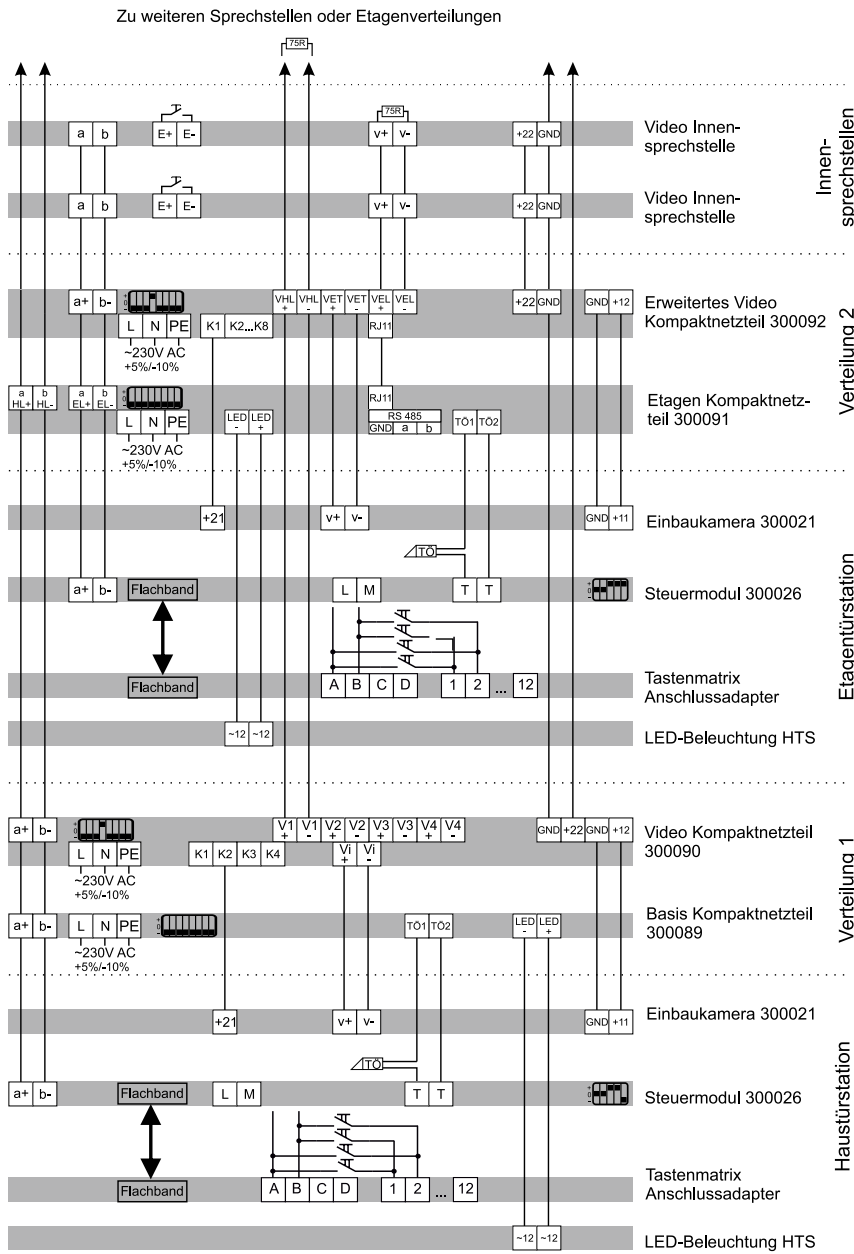 Zu weiteren Sprechstellen oder Etagenverteilungen
75R
75R
a b E+ E- v+ v- +22 GND
Video Innen-
sprechstelle
a b E+ E- v+ v- +22 GND
Video Innen-
sprechstelle
Innen-
sprechstellen
a+ b- + 0 - VHL + VHL - VET + VET - VEL + VEL - +22 GND GND +12
L N PE K1 K2...K8 RJ11
~230V AC
+5%/-10%
Erweitertes Video
Kompaktnetzteil 300092
a HL+ b HL- a EL+ b EL- + 0 - RJ11
L N PE LED - LED + RS 485 TÖ1 TÖ2
GND a b
~230V AC
+5%/-10%
Etagen Kompaktnetz-
teil 300091
Verteilung 2
+21 v+ v- GND +11
Einbaukamera 300021
TÖ
a+ b- Flachband L M T T + 0 -
Steuermodul 300026
Flachband A B C D 1 2 ... 12
Tastenmatrix
Anschlussadapter
~12 ~12
LED-Beleuchtung HTS
Etagentürstation
a+ b- + 0 - V1 + V1 - V2 + V2 - V3 + V3 - V4 + V4 - GND +22 GND +12
L N PE K1 K2 K3 K4 Vi + Vi -
~230V AC
+5%/-10%
Video Kompaktnetzteil
300090
a+ b- L N PE + 0 - TÖ1 TÖ2 LED - LED +
~230V AC
+5%/-10%
Basis Kompaktnetzteil
300089
Verteilung 1
+21 v+ v- GND +11
Einbaukamera 300021
TÖ
a+ b- Flachband L M T T + 0 -
Steuermodul 300026
Flachband A B C D 1 2 ... 12
Tastenmatrix
Anschlussadapter
~12 ~12
LED-Beleuchtung HTS
Haustürstation